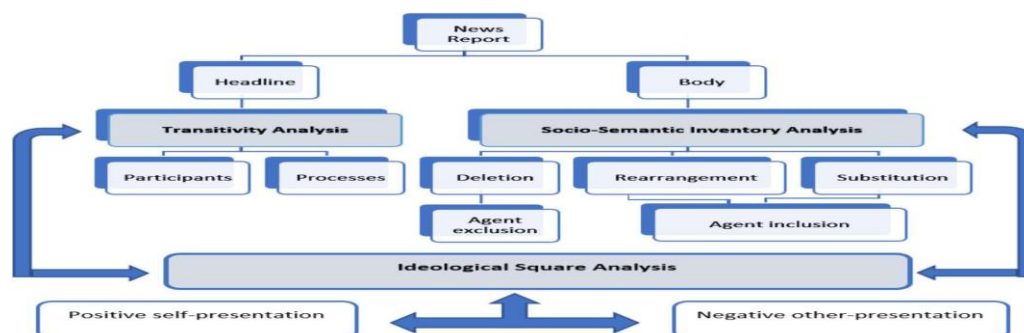 News
Report
Headline
Body
Transitivity Analysis
Socio-Semantic Inventory Analysis
Participants
Processes
Deletion
Rearrangement
Substitution
Agent
exclusion
Agent inclusion
Ideological Square Analysis
Positive self-presentation
Negative other-presentation